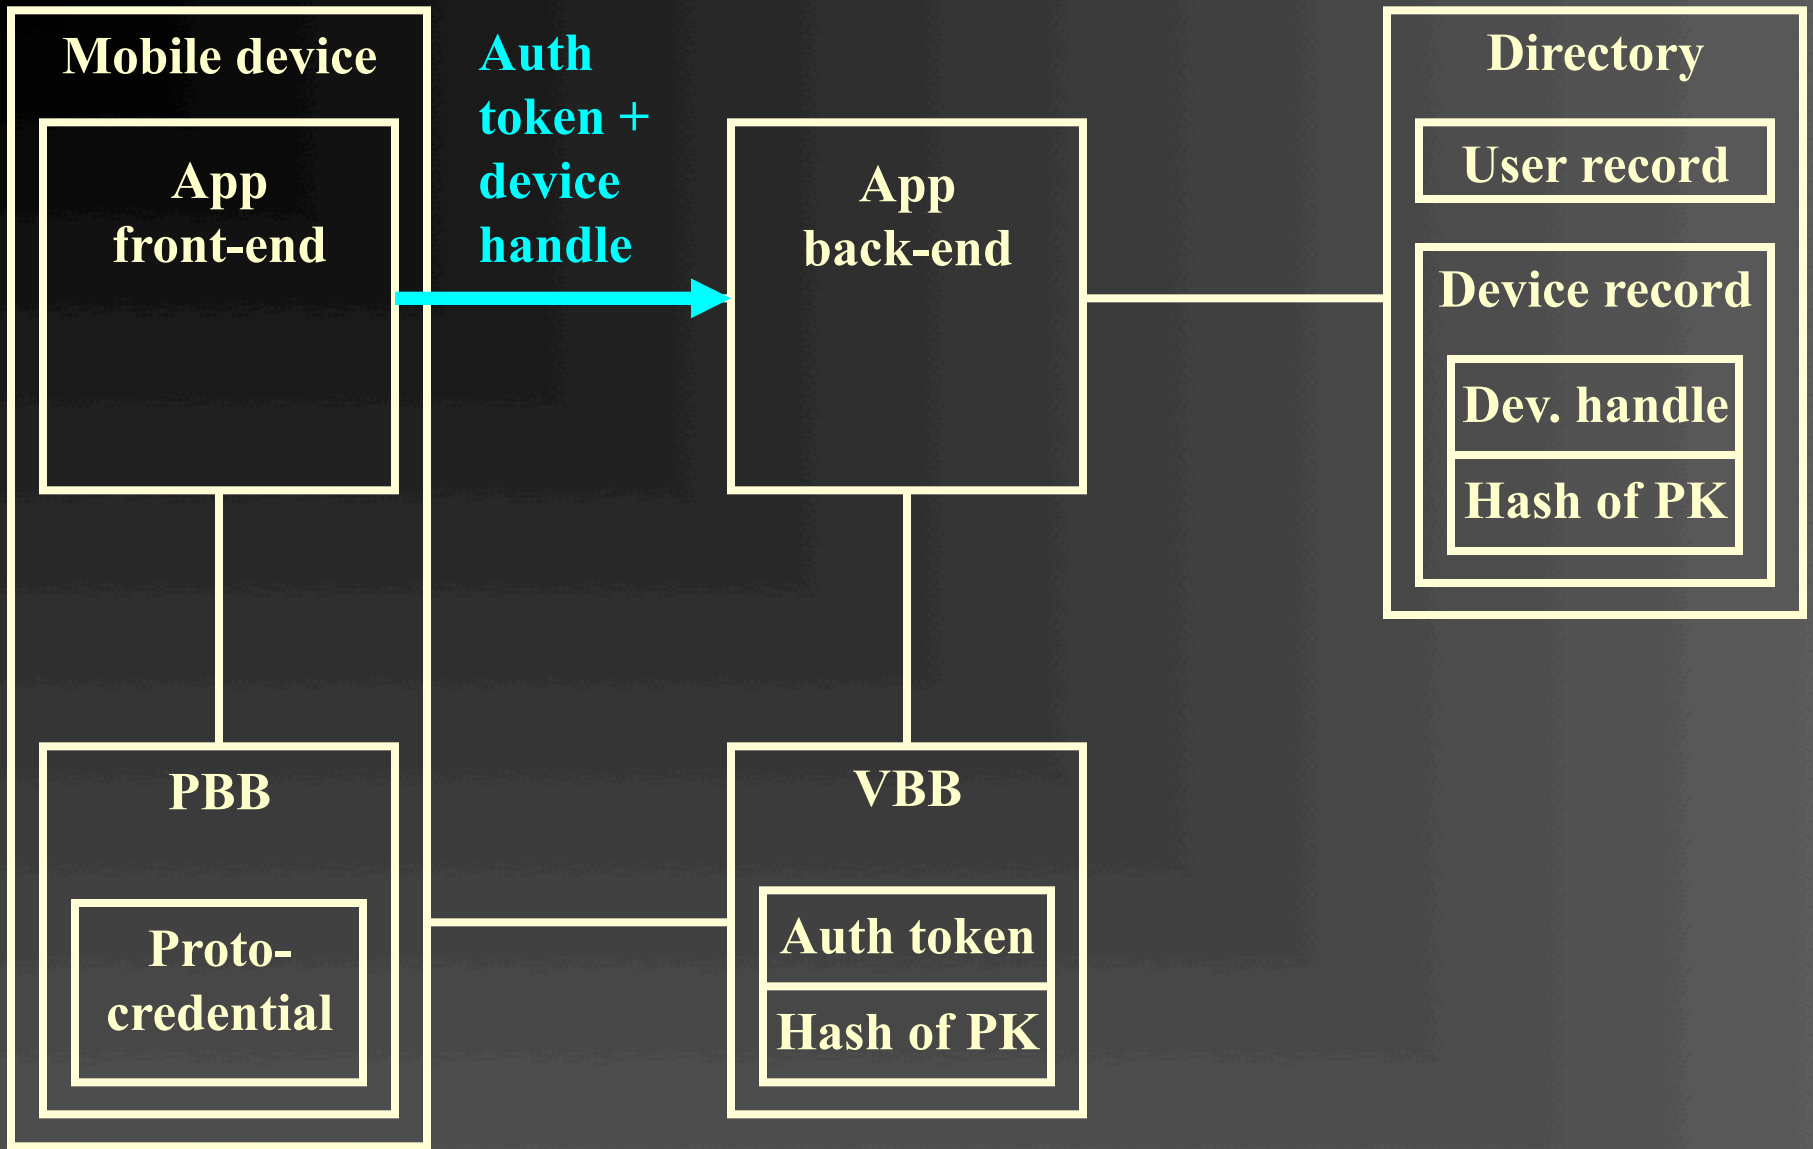 Mobile device
App
front-end
PBB
Proto-
credential
Auth
token +
device
handle
App
back-end
VBB
Auth token
Hash of PK
Directory
User record
Device record
Dev. handle
Hash of PK